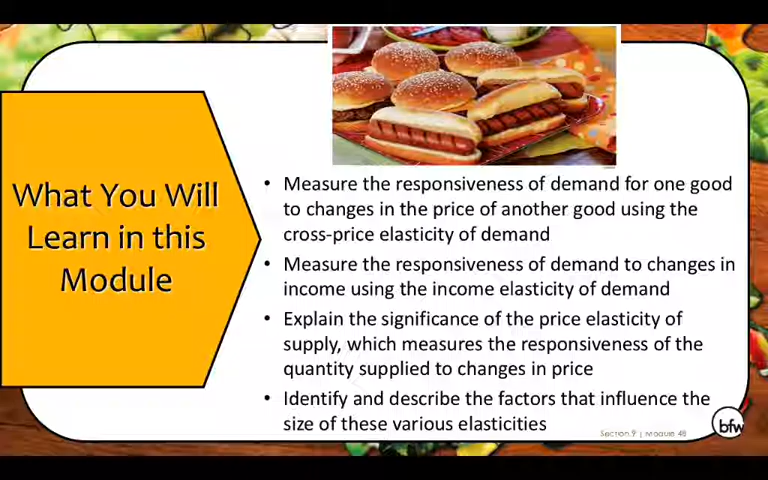 What You Will
Learn in this
Module
• Measure the responsiveness of demand for one good
to changes in the price of another good using the
cross-price elasticity of demand
• Measure the responsiveness of demand to changes in
income using the income elasticity of demand
• Explain the significance of the price elasticity of
supply, which measures the responsiveness of the
quantity supplied to changes in price
• Identify and describe the factors that influence the
size of these various elasticities
Section 9 | Module 48
bfw